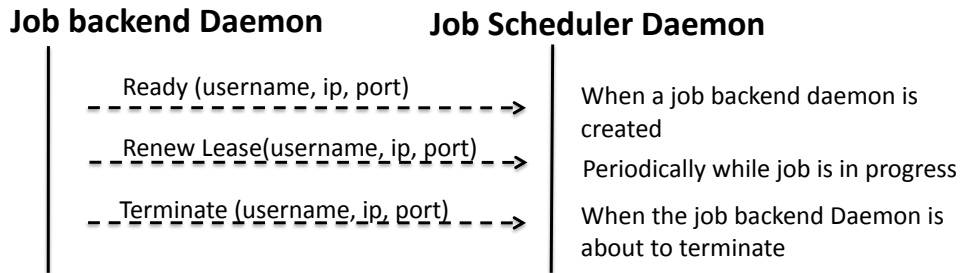 Job backend Daemon
Job Scheduler Daemon
Ready (username, ip, port)
When a job backend daemon is
created
Renew Lease(username, ip, port)
Periodically while job is in progress
Terminate (username, ip, port)
When the job backend Daemon is
about to terminate